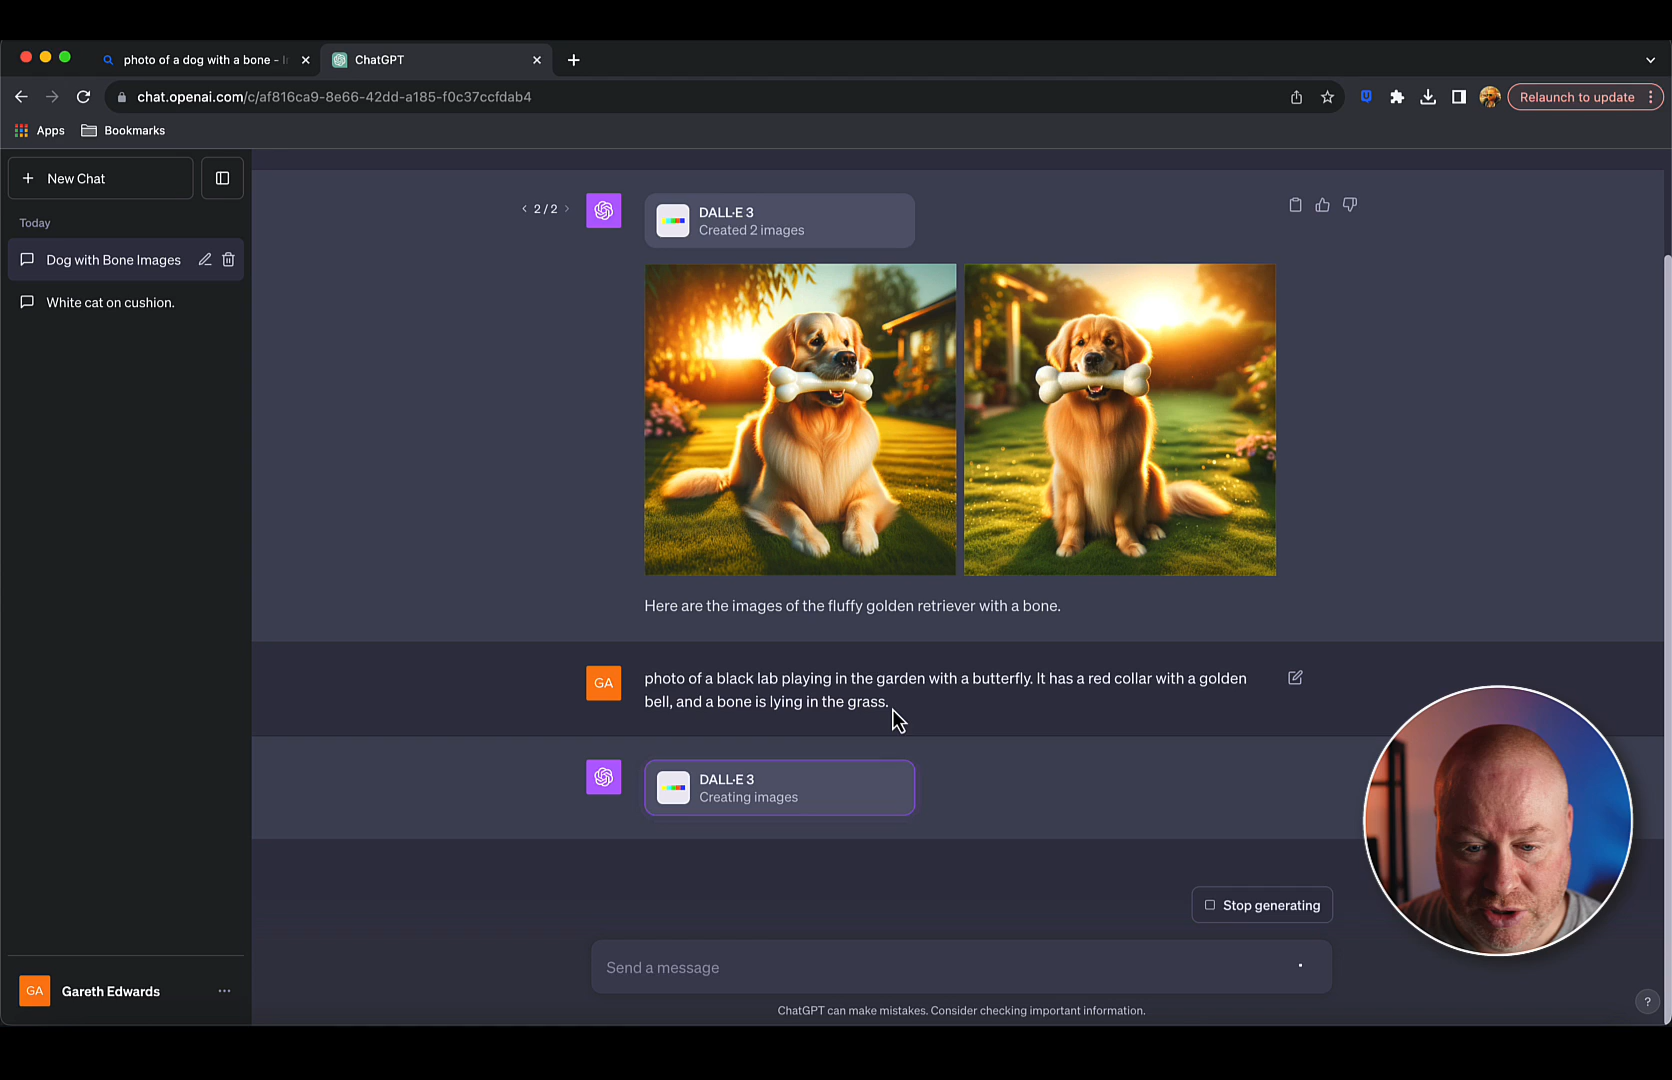 photo of a dog with a bone -
ChatGPT
chat.openai.com/c/af816ca9-8e66-42dd-a185-f0c37ccfdab4
Relaunch to update
Apps
Bookmarks
+ New Chat
Today
Dog with Bone Images
White cat on cushion.
< 2 / 2 >
DALL·E 3
Created 2 images
Here are the images of the fluffy golden retriever with a bone.
GA
photo of a black lab playing in the garden with a butterfly. It has a red collar with a golden
bell, and a bone is lying in the grass.
DALL·E 3
Creating images
Stop generating
Send a message
GA
Gareth Edwards
...
ChatGPT can make mistakes. Consider checking important information.
?